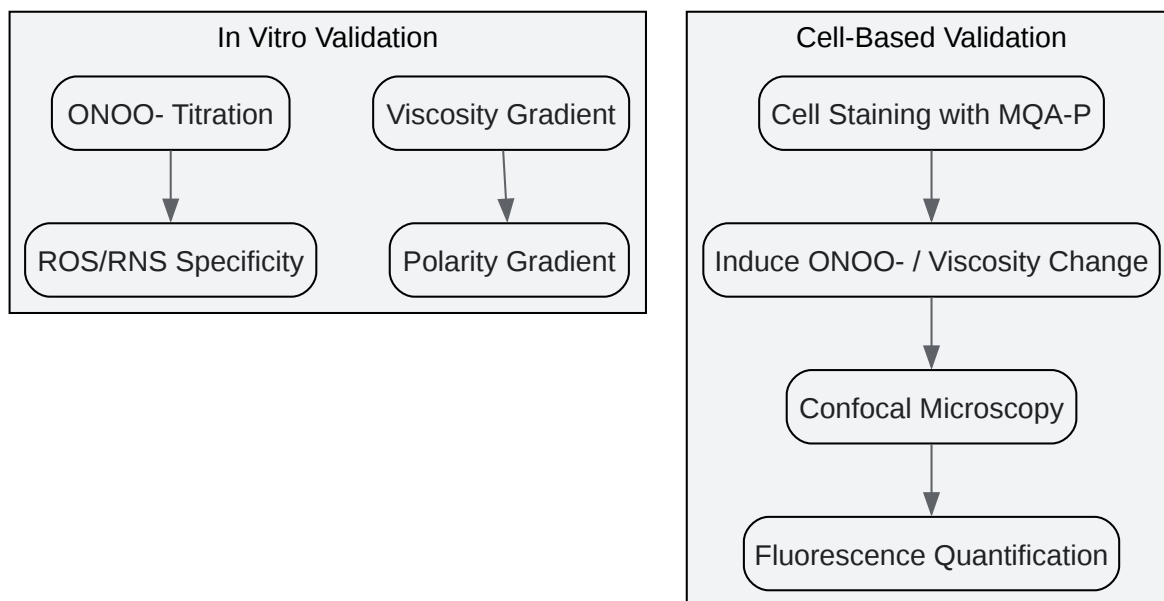 In Vitro Validation
ONOO- Titration
Viscosity Gradient
ROS/RNS Specificity
Polarity Gradient
Cell-Based Validation
Cell Staining with MQA-P
Induce ONOO- / Viscosity Change
Confocal Microscopy
Fluorescence Quantification